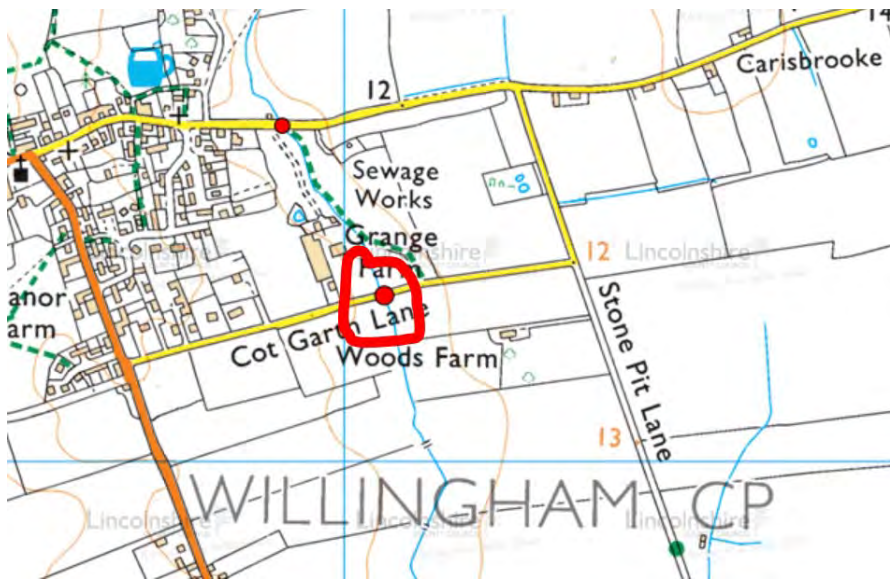 14
Carisbrooke
12
Sewage
Works
Grange
Farm
Lincolnshire
12
Lincolnshire
anor
arm
Cot Garth Lane
Woods Farm
Stone Pit Lane
13
WILLINGHAM CP
Lincolnshire
Lincolnshire
Lincolnshire